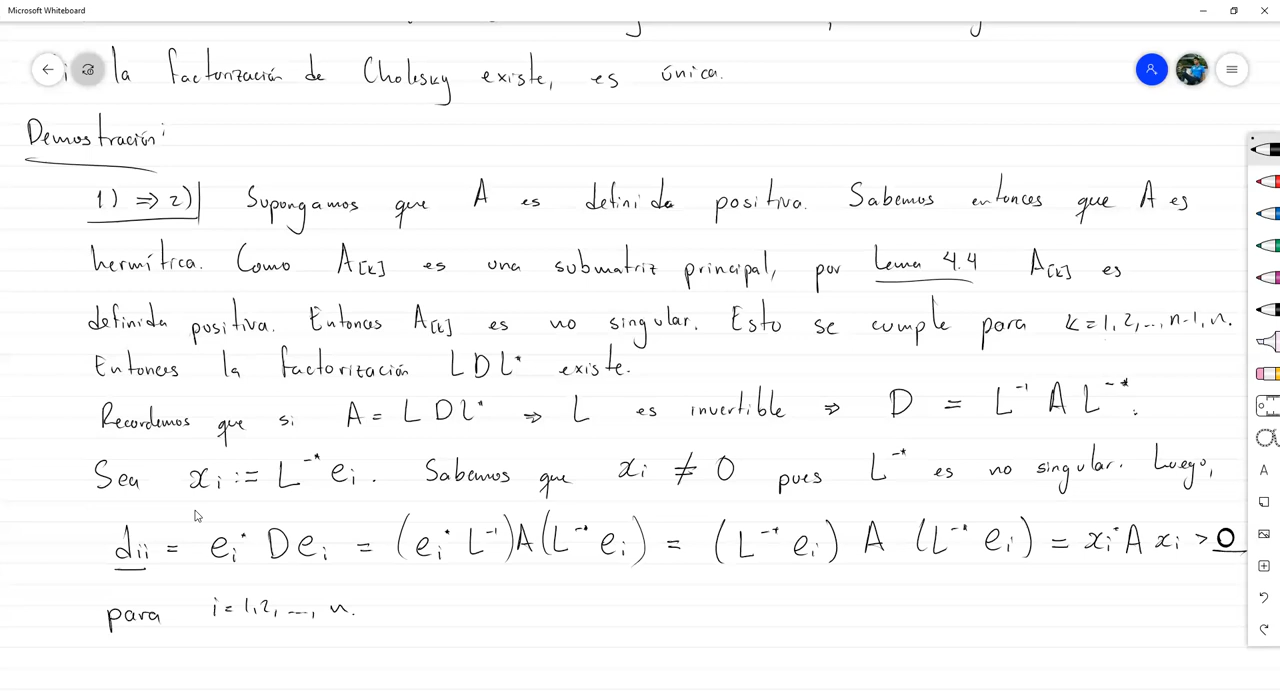 Microsoft Whiteboard
la factorización de Cholesky existe, es única.
Demostración:
1) ⇒ 2)| Supongamos que A es definida positiva. Sabemos entonces que A es
hermítica. Como A[k] es una submatriz principal, por Lema 4.4 A[k] es
definida positiva. Entonces A[k] es no singular. Esto se cumple para k = 1, 2, ..., n-1, n.
Entonces la factorización LDL* existe.
Recordemos que si A = LDL* ⇒ L es invertible ⇒ D = L⁻¹ A L⁻*.
Sea xᵢ := L⁻* eᵢ. Sabemos que xᵢ ≠ 0 pues L⁻* es no singular. Luego,
dᵢᵢ = eᵢ* D eᵢ = (eᵢ* L⁻¹) A (L⁻* eᵢ) = (L⁻* eᵢ) A (L⁻* eᵢ) = xᵢ* A xᵢ > 0
para i = 1, 2, ..., n.